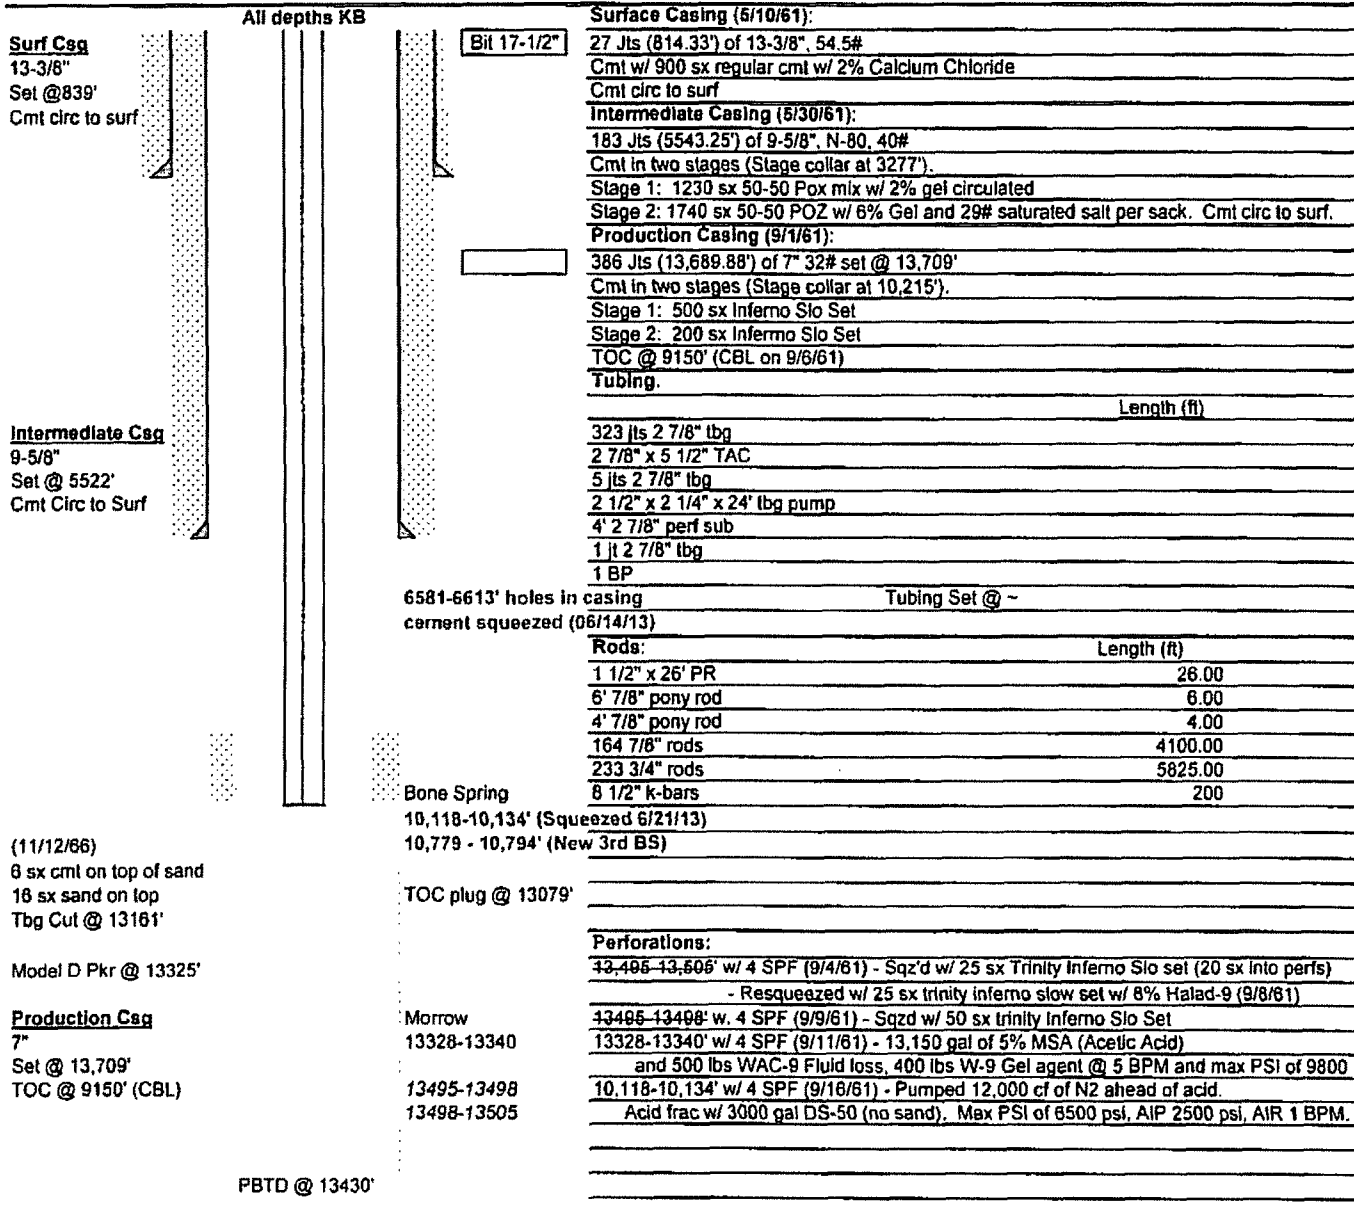 All depths KB
Surf Csg
13-3/8"
Set @839'
Cmt circ to surf
Bit 17-1/2"
Surface Casing (5/10/61):
27 Jts (814.33') of 13-3/8", 54.5#
Cmt w/ 900 sx regular cmt w/ 2% Calcium Chloride
Cmt circ to surf
Intermediate Casing (5/30/61):
183 Jts (5543.25') of 9-5/8", N-80, 40#
Cmt in two stages (Stage collar at 3277').
Stage 1: 1230 sx 50-50 Pox mix w/ 2% gel circulated
Stage 2: 1740 sx 50-50 POZ w/ 6% Gel and 29# saturated salt per sack. Cmt circ to surf.
Production Casing (9/1/61):
386 Jts (13,689.88') of 7" 32# set @ 13,709'
Cmt in two stages (Stage collar at 10,215').
Stage 1: 500 sx Inferno Slo Set
Stage 2: 200 sx Infermo Slo Set
TOC @ 9150' (CBL on 9/6/61)
Tubing.
Length (ft)
Intermediate Csg
9-5/8"
Set @ 5522'
Cmt Circ to Surf
323 jts 2 7/8" tbg
2 7/8" x 5 1/2" TAC
5 jts 2 7/8" tbg
2 1/2" x 2 1/4" x 24' tbg pump
4' 2 7/8" perf sub
1 jt 2 7/8" tbg
1 BP
6581-6613' holes in casing
cement squeezed (06/14/13)
Tubing Set @ ~
Rods: Length (ft)
1 1/2" x 26' PR 26.00
6' 7/8" pony rod 6.00
4' 7/8" pony rod 4.00
164 7/8" rods 4100.00
233 3/4" rods 5825.00
8 1/2" k-bars 200
Bone Spring
10,118-10,134' (Squeezed 6/21/13)
10,779 - 10,794' (New 3rd BS)
(11/12/66)
6 sx cmt on top of sand
16 sx sand on top
Tbg Cut @ 13161'
TOC plug @ 13079'
Model D Pkr @ 13325'
Production Csg
7"
Set @ 13,709'
TOC @ 9150' (CBL)
Morrow
13328-13340
13495-13498
13498-13505
Perforations:
13,495-13,505' w/ 4 SPF (9/4/61) - Sqz'd w/ 25 sx Trinity Inferno Slo set (20 sx into perfs)
- Resqueezed w/ 25 sx trinity inferno slow set w/ 8% Halad-9 (9/8/61)
13495-13498' w. 4 SPF (9/9/61) - Sqzd w/ 50 sx trinity Inferno Slo Set
13328-13340' w/ 4 SPF (9/11/61) - 13,150 gal of 5% MSA (Acetic Acid)
and 500 lbs WAC-9 Fluid loss, 400 lbs W-9 Gel agent @ 5 BPM and max PSI of 9800
10,118-10,134' w/ 4 SPF (9/16/61) - Pumped 12,000 cf of N2 ahead of acid.
Acid frac w/ 3000 gal DS-50 (no sand). Max PSI of 6500 psi, AIP 2500 psi, AIR 1 BPM.
PBTD @ 13430'